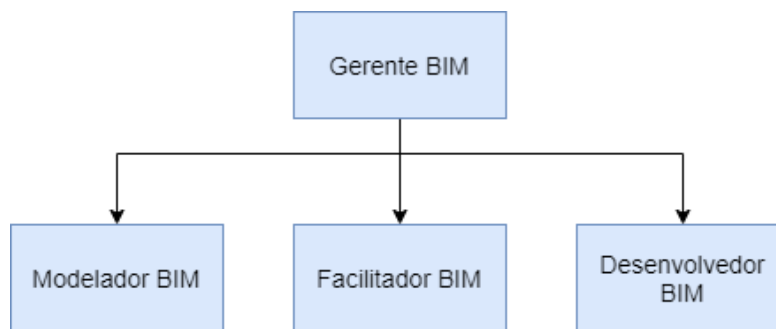 Gerente BIM
Modelador BIM
Facilitador BIM
Desenvolvedor
BIM